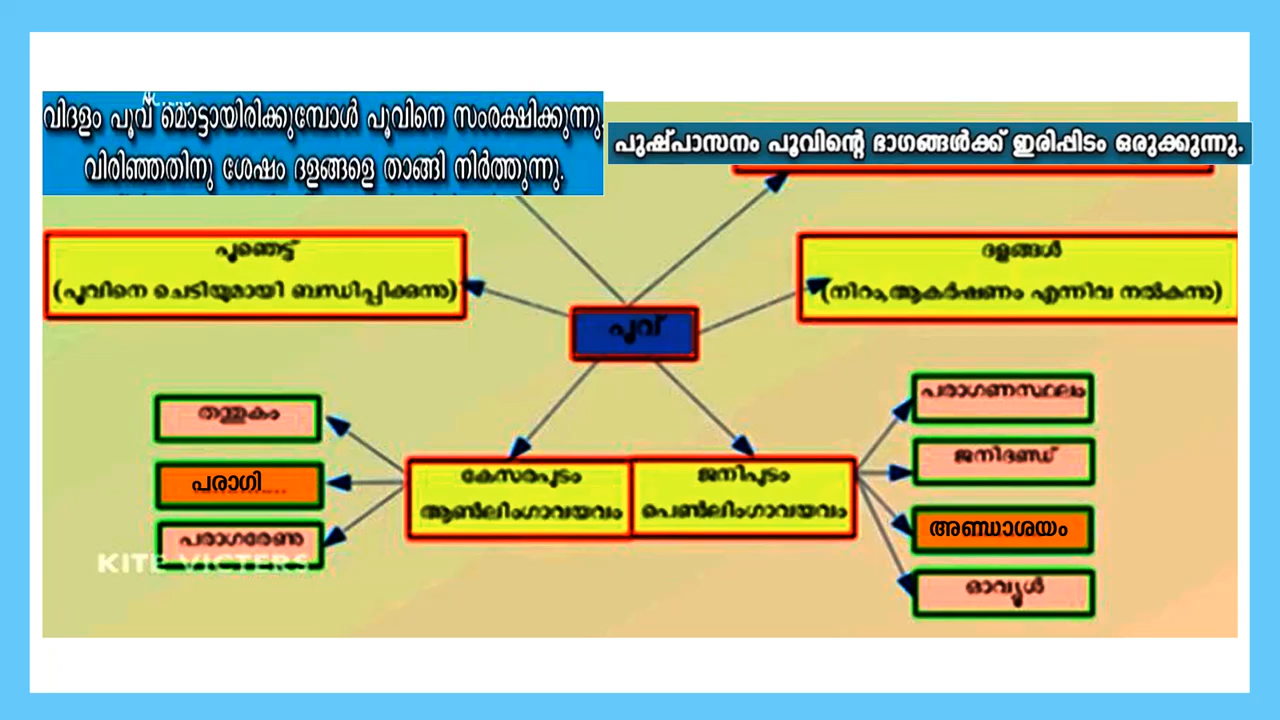 വിദളം പൂവ് മൊട്ടായിരിക്കുമ്പോൾ പൂവിനെ സംരക്ഷിക്കുന്നു.
വിരിഞ്ഞതിനു ശേഷം ദളങ്ങളെ താങ്ങി നിർത്തുന്നു.
പുഷ്പാസനം പൂവിന്റെ ഭാഗങ്ങൾക്ക് ഇരിപ്പിടം ഒരുക്കുന്നു.
പൂഞെട്ട്
(പൂവിനെ ചെടിയുമായി ബന്ധിപ്പിക്കുന്നു)
ദളങ്ങൾ
(നിറം,ആകർഷണം എന്നിവ നൽകുന്നു)
പൂവ്
തന്തുകം
പരാഗി
പരാഗരേണു
കേസരപുടം
ആൺലിംഗാവയവം
ജനിപുടം
പെൺലിംഗാവയവം
പരാഗണസ്ഥലം
ജനിദണ്ഡ്
അണ്ഡാശയം
ഓവ്യൂൾ
KITE VICTERS